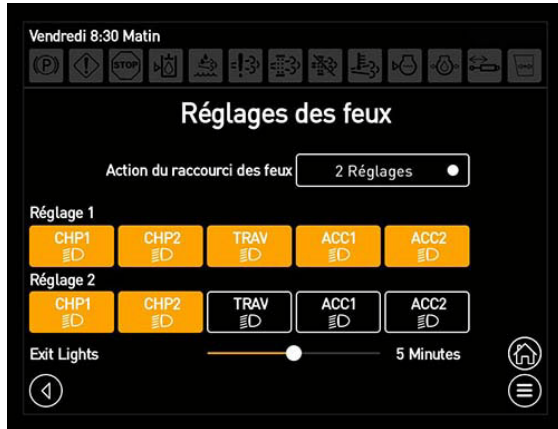 Vendredi 8:30 Matin
(P) STOP
Réglages des feux
Action du raccourci des feux 2 Réglages
Réglage 1
CHP1 CHP2 TRAV ACC1 ACC2
Réglage 2
CHP1 CHP2 TRAV ACC1 ACC2
Exit Lights 5 Minutes